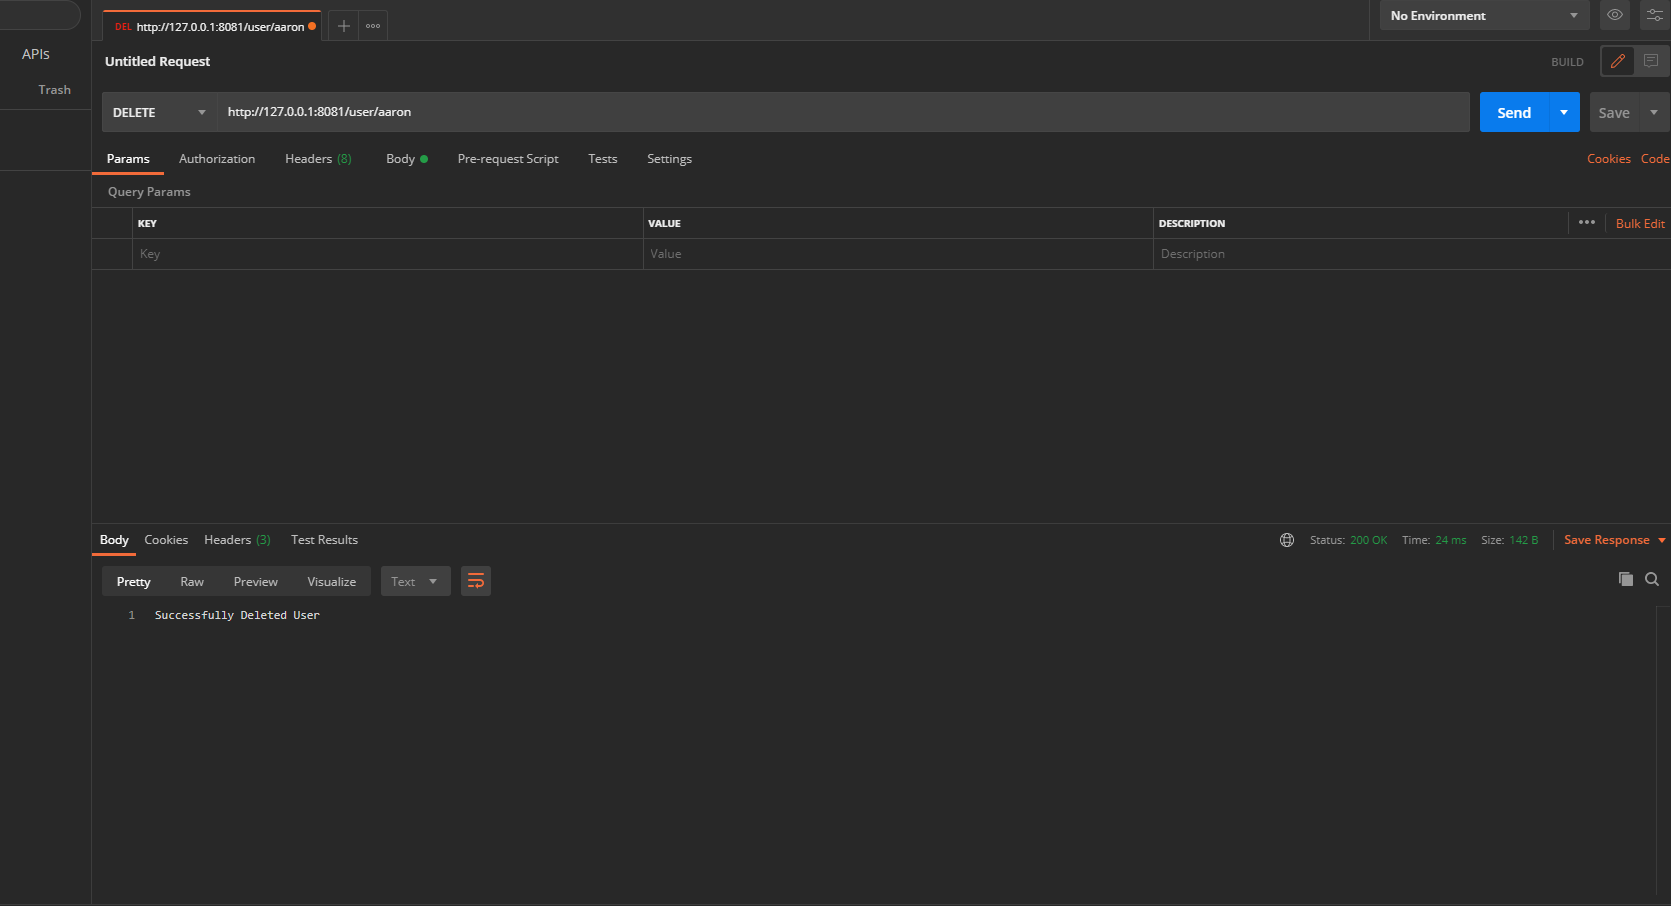 DEL http://127.0.0.1:8081/user/aaron
No Environment
APIs
Trash
Untitled Request
BUILD
DELETE http://127.0.0.1:8081/user/aaron Send Save
Params Authorization Headers (8) Body Pre-request Script Tests Settings Cookies Code
Query Params
KEY VALUE DESCRIPTION Bulk Edit
Key Value Description
Body Cookies Headers (3) Test Results Status: 200 OK Time: 24 ms Size: 142 B Save Response
Pretty Raw Preview Visualize Text
1 Successfully Deleted User